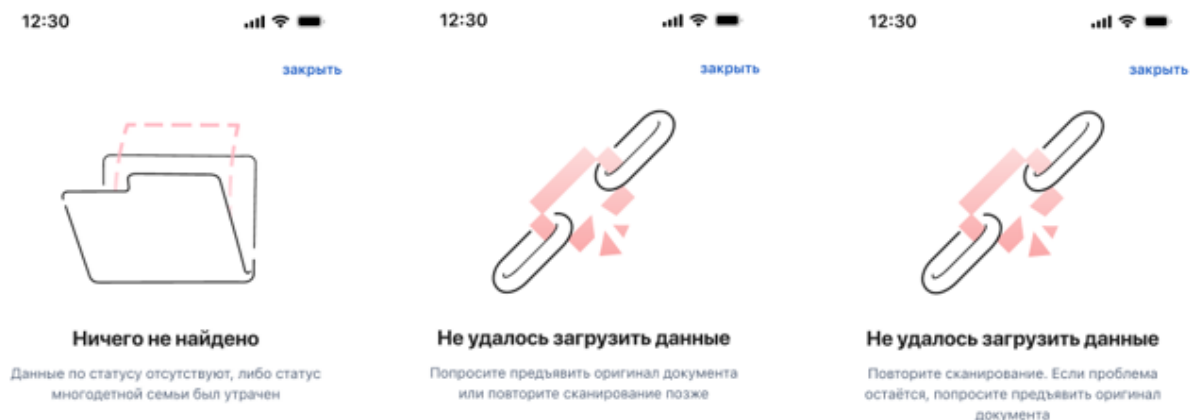 12:30
закрыть
Ничего не найдено
Данные по статусу отсутствуют, либо статус
многодетной семьи был утрачен
12:30
закрыть
Не удалось загрузить данные
Попросите предъявить оригинал документа
или повторите сканирование позже
12:30
закрыть
Не удалось загрузить данные
Повторите сканирование. Если проблема
остаётся, попросите предъявить оригинал
документа